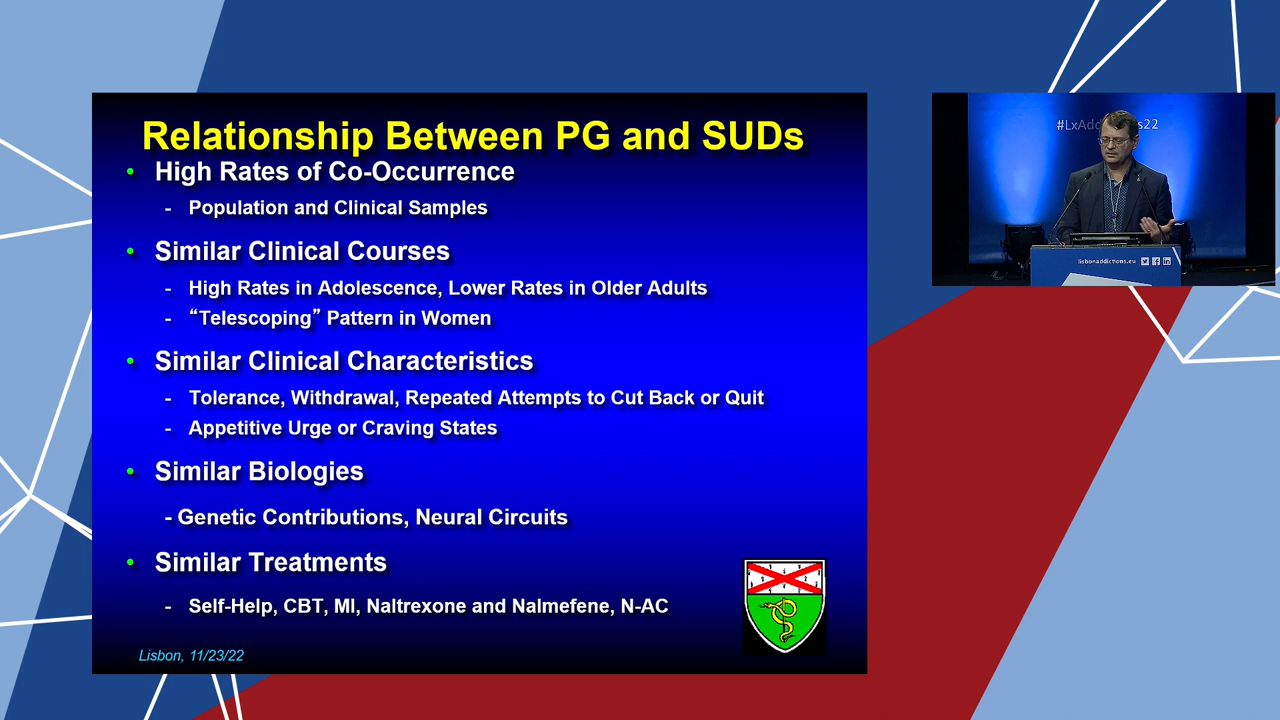 Relationship Between PG and SUDs
• High Rates of Co-Occurrence
- Population and Clinical Samples
• Similar Clinical Courses
- High Rates in Adolescence, Lower Rates in Older Adults
- “Telescoping” Pattern in Women
• Similar Clinical Characteristics
- Tolerance, Withdrawal, Repeated Attempts to Cut Back or Quit
- Appetitive Urge or Craving States
• Similar Biologies
- Genetic Contributions, Neural Circuits
• Similar Treatments
- Self-Help, CBT, MI, Naltrexone and Nalmefene, N-AC
Lisbon, 11/23/22
lisbonaddictions.eu